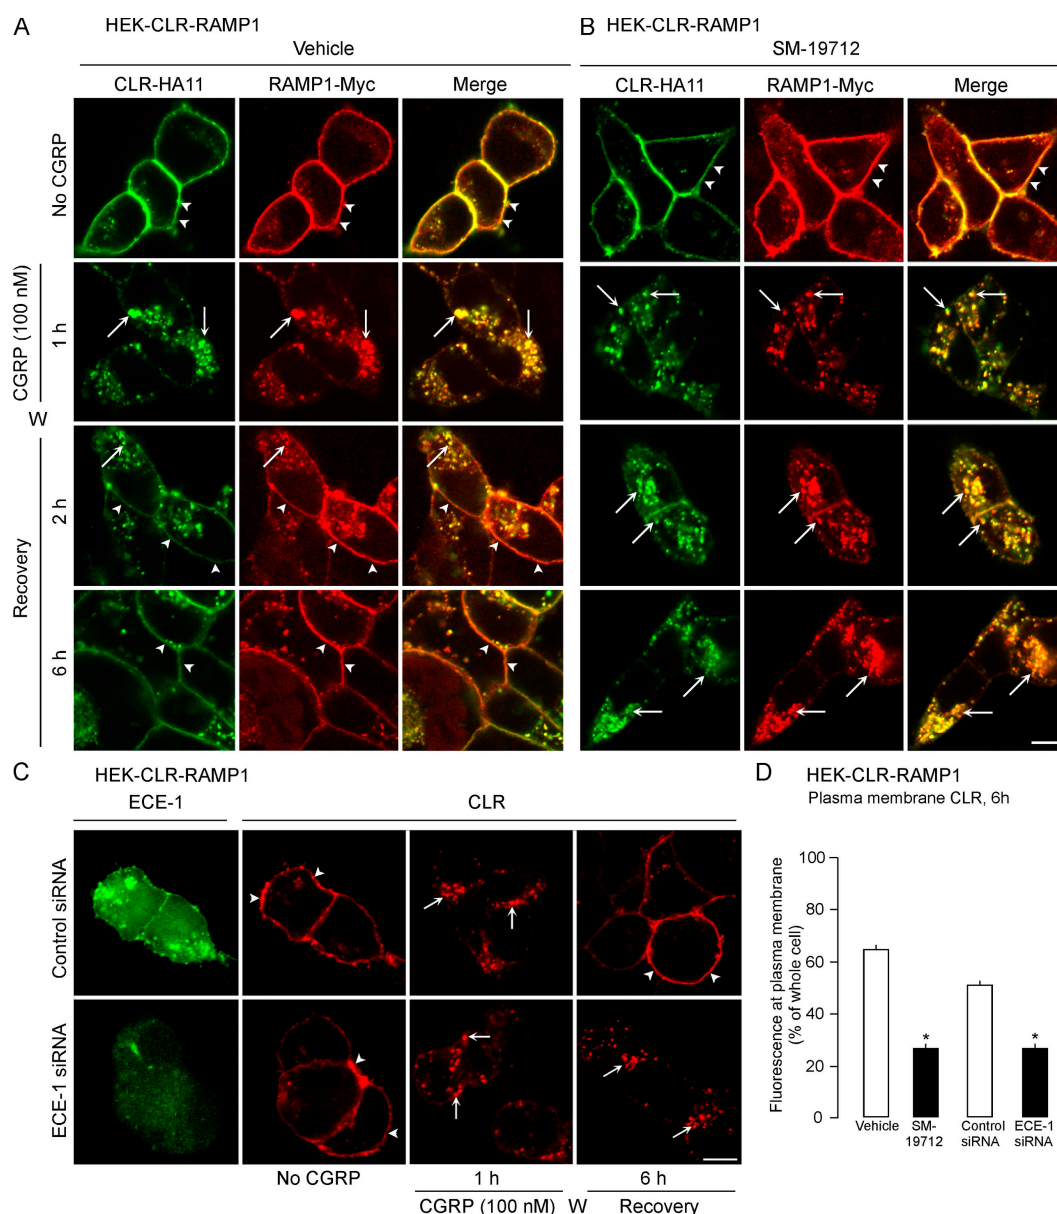 A
HEK-CLR-RAMP1
Vehicle
CLR-HA11
RAMP1-Myc
Merge
B
HEK-CLR-RAMP1
SM-19712
CLR-HA11
RAMP1-Myc
Merge
No CGRP
CGRP (100 nM)
1 h
W
Recovery
2 h
6 h
C
HEK-CLR-RAMP1
ECE-1
CLR
Control siRNA
ECE-1 siRNA
No CGRP
1 h
6 h
CGRP (100 nM)
W
Recovery
D
HEK-CLR-RAMP1
Plasma membrane CLR, 6h
Fluorescence at plasma membrane
(% of whole cell)
100
80
60
40
20
0
*
*
Vehicle
SM-
19712
Control
siRNA
ECE-1
siRNA